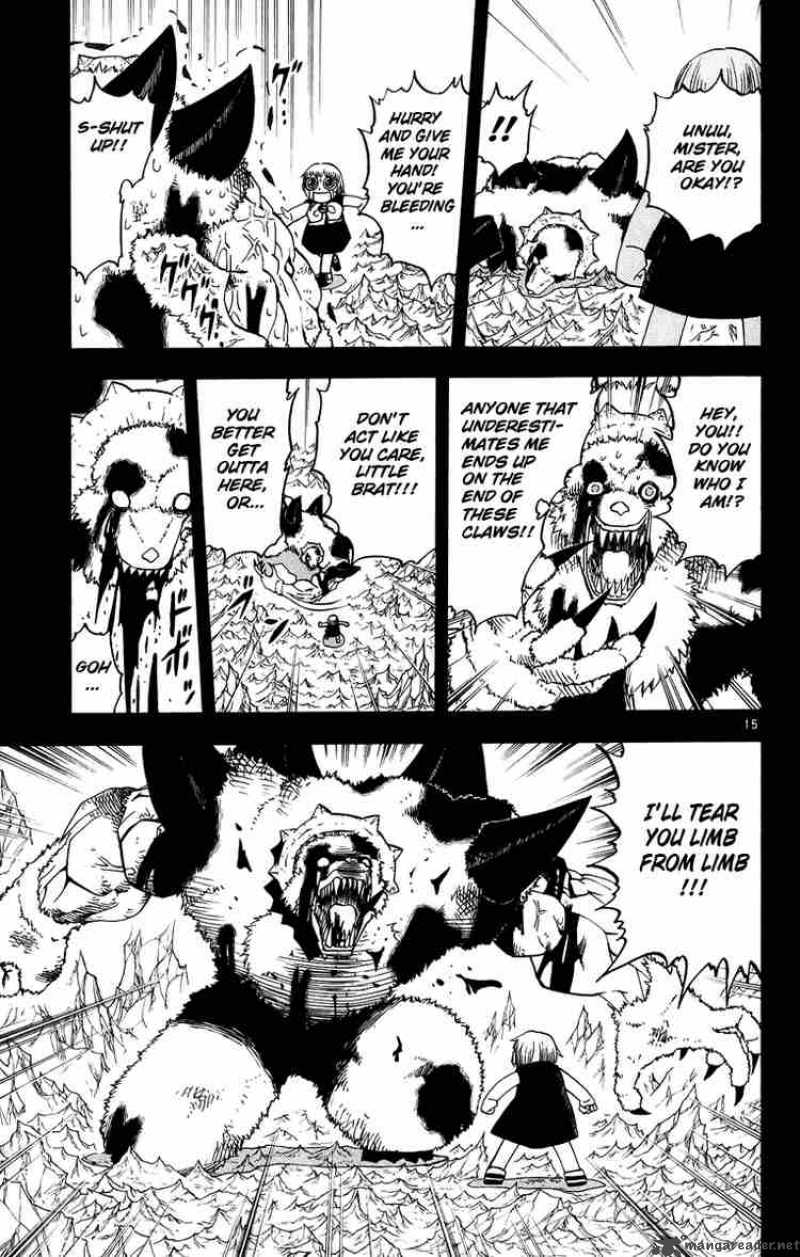 UNUU,
MISTER,
ARE YOU
OKAY!?
!!
HURRY
AND GIVE
ME YOUR
HAND!
YOU'RE
BLEEDING
...
S-SHUT
UP!!
ググ
ググググ
HEY,
YOU!!
DO YOU
KNOW
WHO I
AM!?
ANYONE THAT
UNDERESTI-
MATES ME
ENDS UP
ON THE
END OF
THESE
CLAWS!!
DON'T
ACT LIKE
YOU CARE,
LITTLE
BRAT!!!
YOU
BETTER
GET
OUTTA
HERE,
OR...
GOH
...
ドボ
15
I'LL TEAR
YOU LIMB
FROM LIMB
!!!
mangareader.net